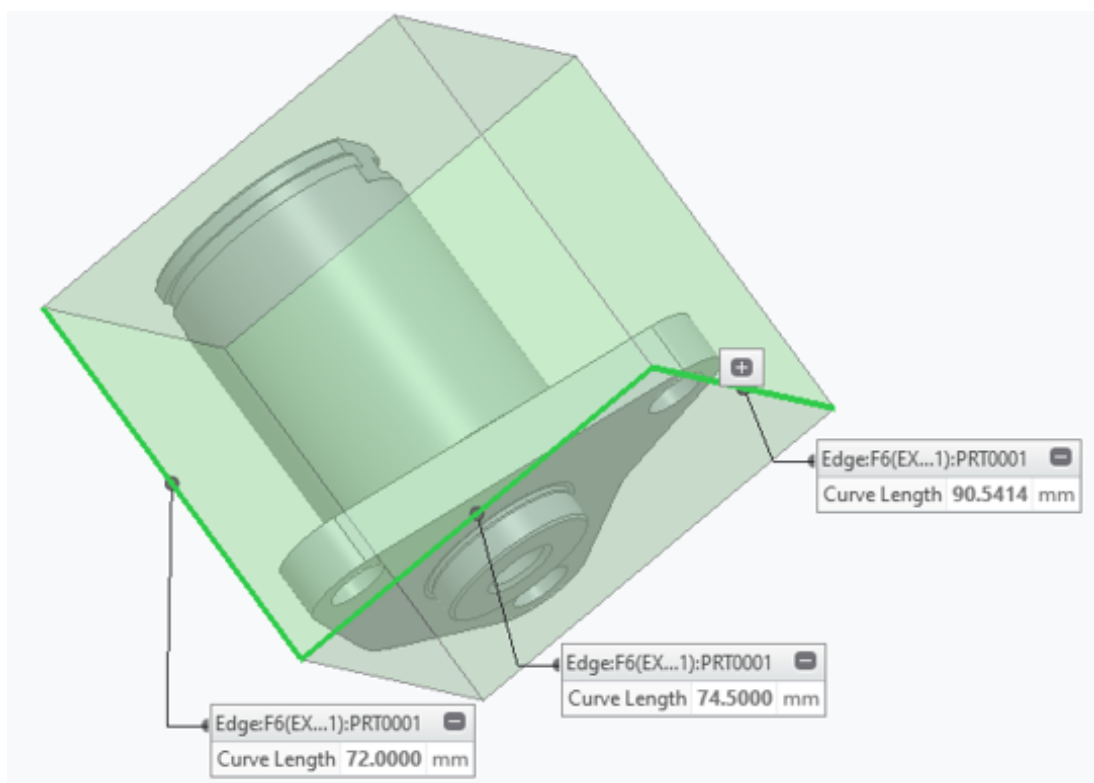 Edge:F6(EX...1):PRT0001
Curve Length 90.5414 mm
Edge:F6(EX...1):PRT0001
Curve Length 74.5000 mm
Edge:F6(EX...1):PRT0001
Curve Length 72.0000 mm